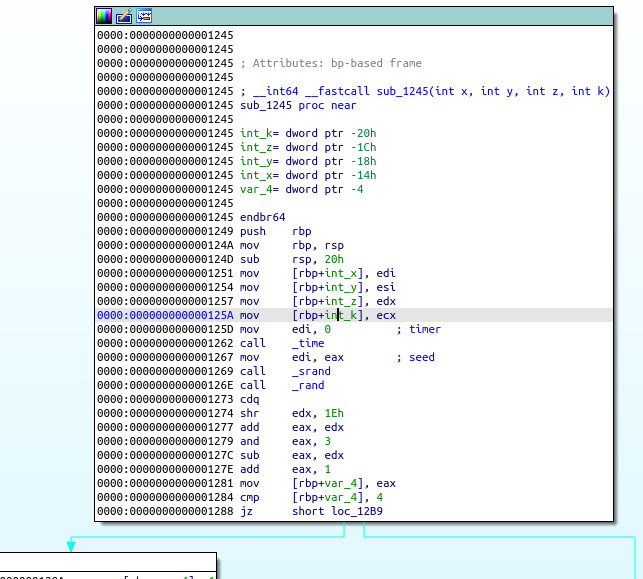 0000:0000000000001245
0000:0000000000001245
0000:0000000000001245 ; Attributes: bp-based frame
0000:0000000000001245
0000:0000000000001245 ; __int64 __fastcall sub_1245(int x, int y, int z, int k)
0000:0000000000001245 sub_1245 proc near
0000:0000000000001245
0000:0000000000001245 int_k= dword ptr -20h
0000:0000000000001245 int_z= dword ptr -1Ch
0000:0000000000001245 int_y= dword ptr -18h
0000:0000000000001245 int_x= dword ptr -14h
0000:0000000000001245 var_4= dword ptr -4
0000:0000000000001245
0000:0000000000001245 endbr64
0000:0000000000001249 push rbp
0000:000000000000124A mov rbp, rsp
0000:000000000000124D sub rsp, 20h
0000:0000000000001251 mov [rbp+int_x], edi
0000:0000000000001254 mov [rbp+int_y], esi
0000:0000000000001257 mov [rbp+int_z], edx
0000:000000000000125A mov [rbp+int_k], ecx
0000:000000000000125D mov edi, 0 ; timer
0000:0000000000001262 call _time
0000:0000000000001267 mov edi, eax ; seed
0000:0000000000001269 call _srand
0000:000000000000126E call _rand
0000:0000000000001273 cdq
0000:0000000000001274 shr edx, 1Eh
0000:0000000000001277 add eax, edx
0000:0000000000001279 and eax, 3
0000:000000000000127C sub eax, edx
0000:000000000000127E add eax, 1
0000:0000000000001281 mov [rbp+var_4], eax
0000:0000000000001284 cmp [rbp+var_4], 4
0000:0000000000001288 jz short loc_12B9